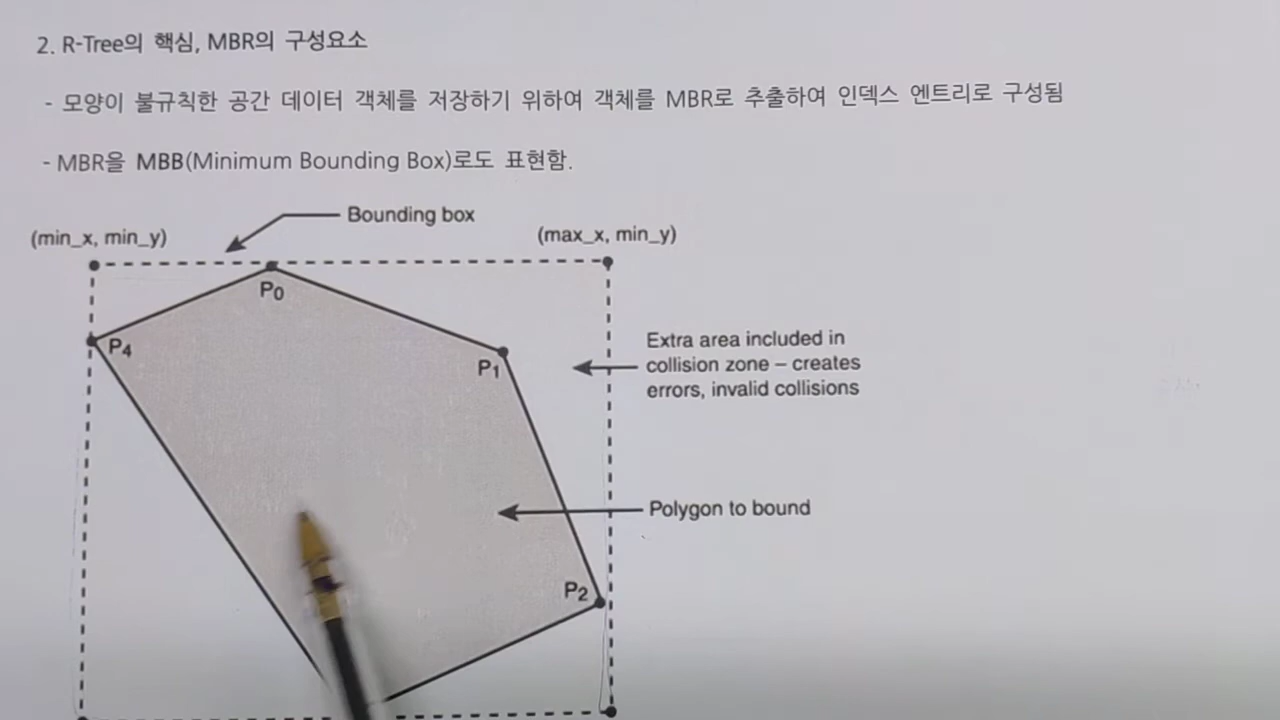 2. R-Tree의 핵심, MBR의 구성요소
- 모양이 불규칙한 공간 데이터 객체를 저장하기 위하여 객체를 MBR로 추출하여 인덱스 엔트리로 구성됨
- MBR을 MBB(Minimum Bounding Box)로도 표현함.
Bounding box
(min_x, min_y)
(max_x, min_y)
P0
P4
P1
Extra area included in
collision zone – creates
errors, invalid collisions
Polygon to bound
P2